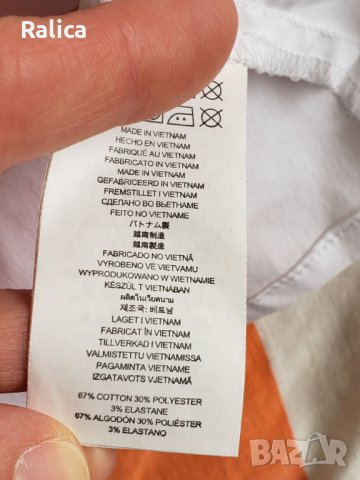 Ralica
MADE IN VIETNAM
HECHO EN VIETNAM
FABRIQUÉ AU VIETNAM
FABBRICATO IN VIETNAM
MADE IN VIETNAM
GEFABRICEERD IN VIETNAM
FREMSTILLET I VIETNAM
СДЕЛАНО ВО ВЬЕТНАМЕ
FEITO NO VIETNAME
バトナム製
越南制造
越南製造
FABRICADO NO VIETNÃ
VYROBENO VE VIETVAMU
WYPRODUKOWANO W WIETNAMIE
KÉSZÜLT VIETNÁBAN
ผลิตในเวียดนาม
제조국: 베트남
LAGET I VIETNAM
FABRICAT ÎN VIETNAM
TILLVERKAD I VIETNAM
VALMISTETTU VIETNAMISSA
PAGAMINTA VIETNAME
IZGATAVOTS VJETNAMĀ
67% COTTON 30% POLYESTER
3% ELASTANE
67% ALGODÓN 30% POLIÉSTER
3% ELASTANO
BAZAR